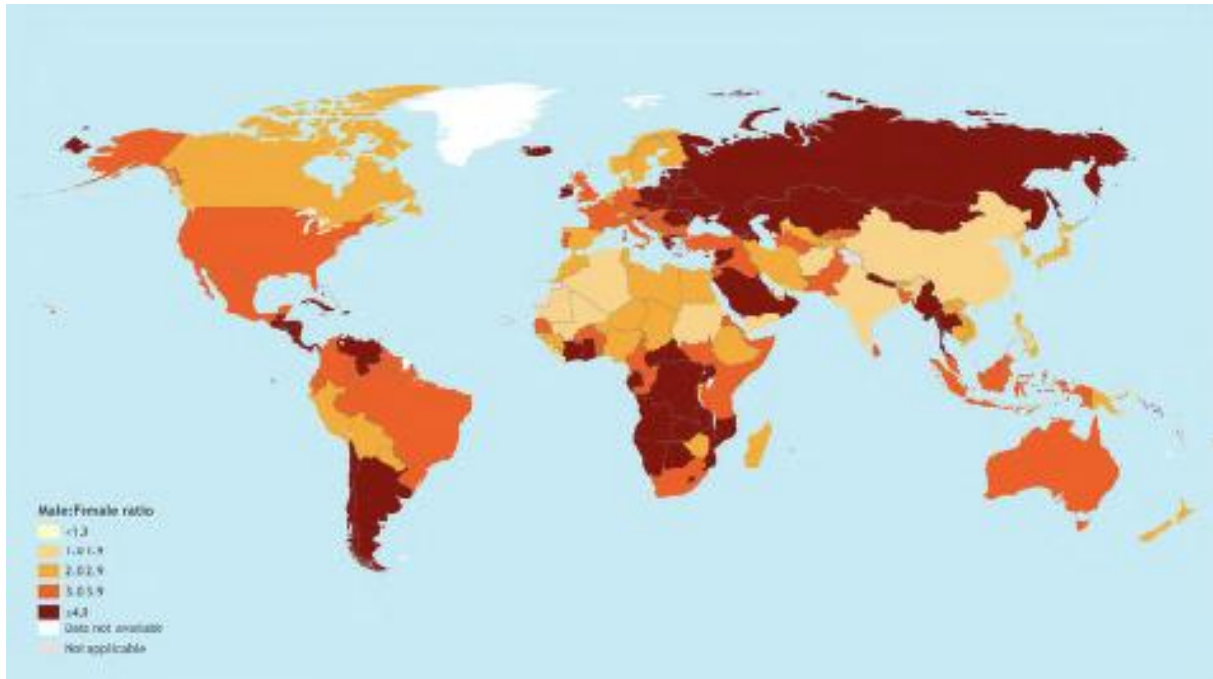 Male:Female ratio
<1.0
1.0-1.9
2.0-2.9
3.0-3.9
≥4.0
Data not available
Not applicable